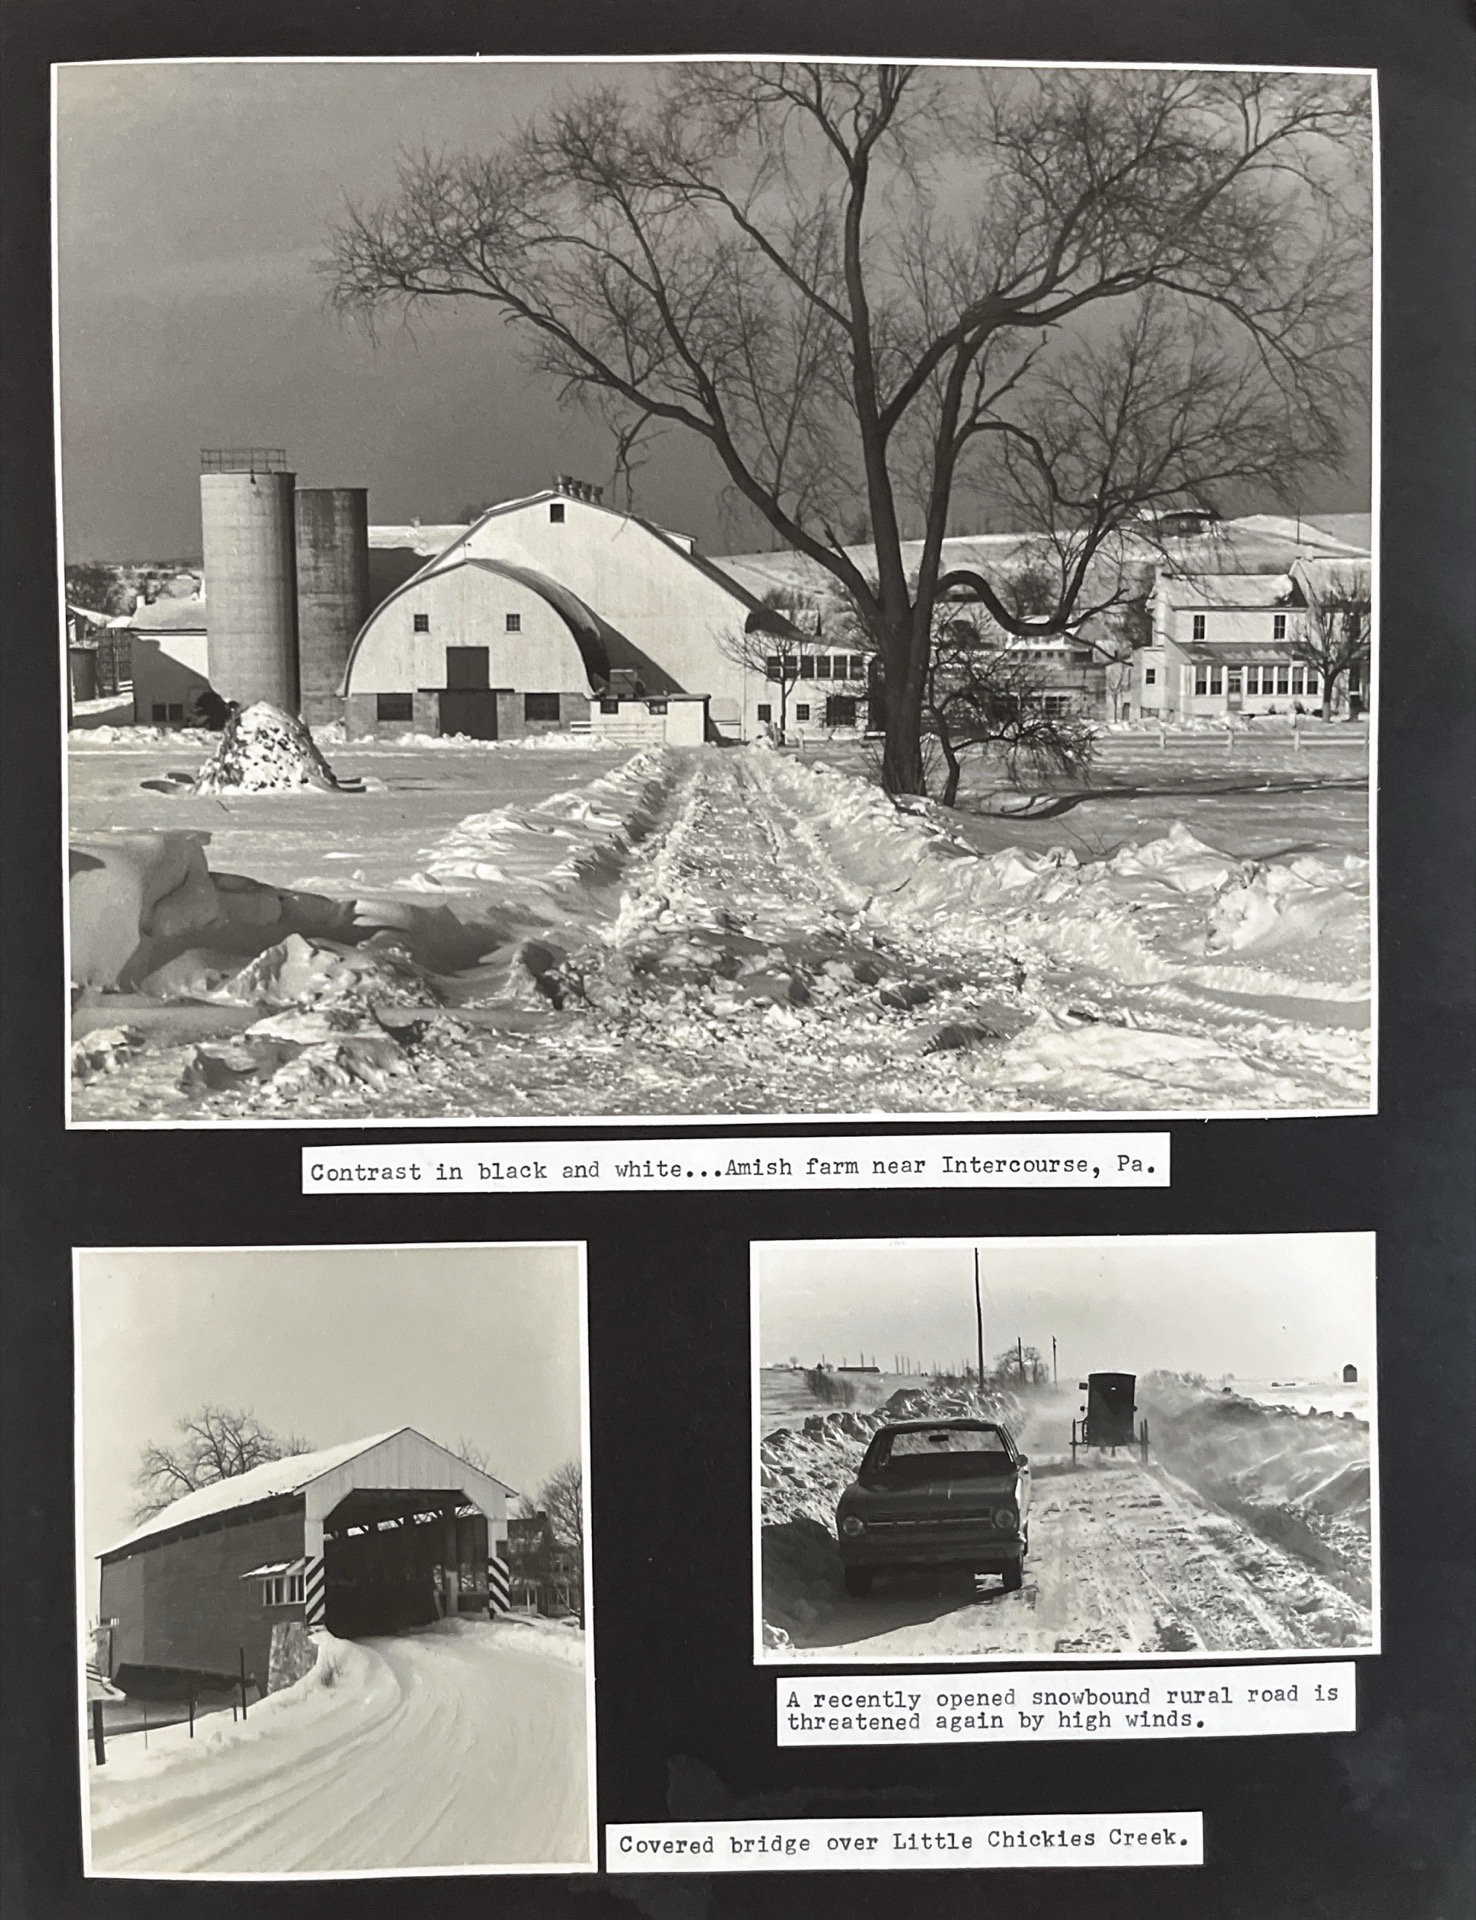 Contrast in black and white...Amish farm near Intercourse, Pa.
A recently opened snowbound rural road is
threatened again by high winds.
Covered bridge over Little Chickies Creek.